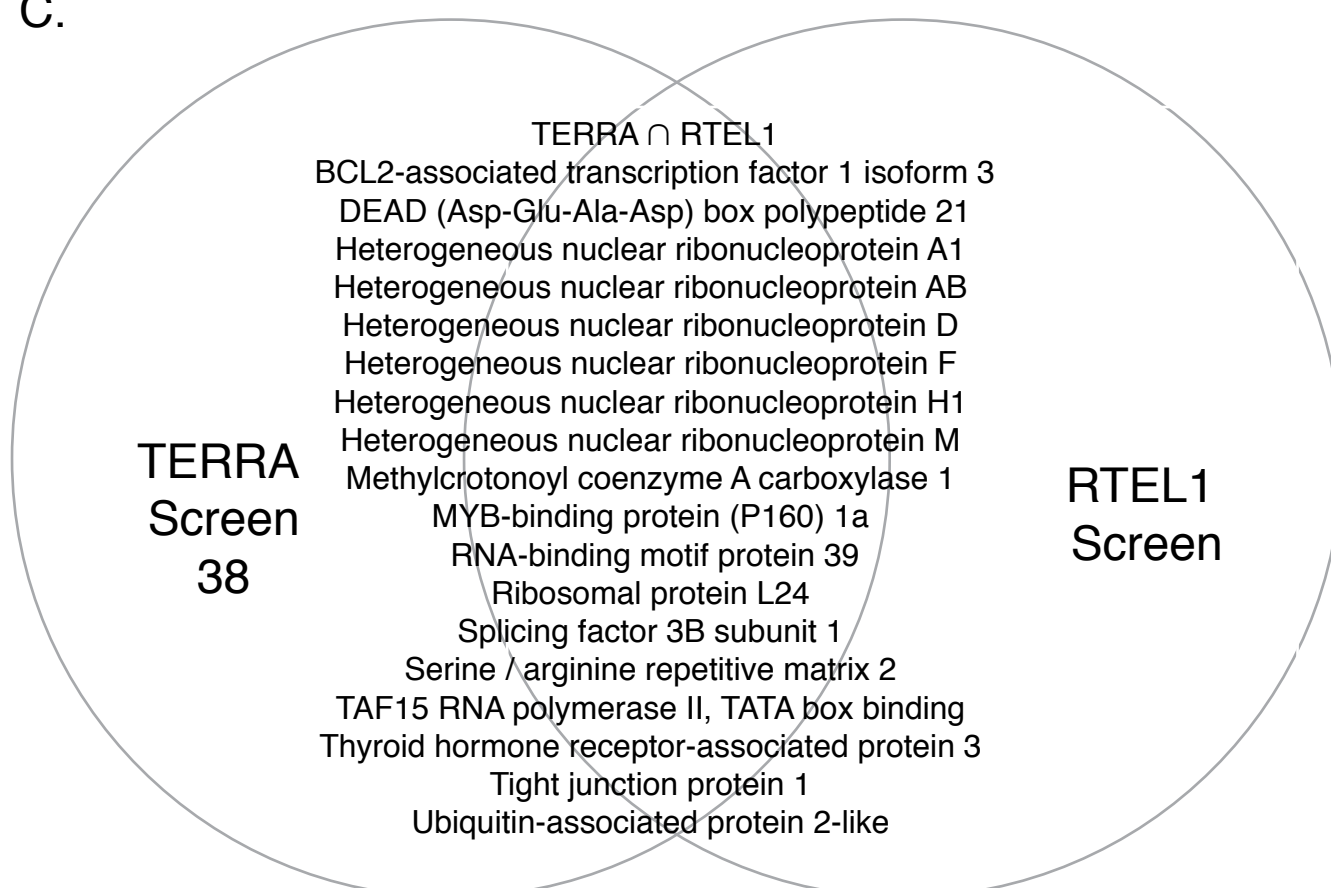 C.
TERRA ∩ RTEL1
BCL2-associated transcription factor 1 isoform 3
DEAD (Asp-Glu-Ala-Asp) box polypeptide 21
Heterogeneous nuclear ribonucleoprotein A1
Heterogeneous nuclear ribonucleoprotein AB
Heterogeneous nuclear ribonucleoprotein D
Heterogeneous nuclear ribonucleoprotein F
Heterogeneous nuclear ribonucleoprotein H1
Heterogeneous nuclear ribonucleoprotein M
Methylcrotonoyl coenzyme A carboxylase 1
MYB-binding protein (P160) 1a
RNA-binding motif protein 39
Ribosomal protein L24
Splicing factor 3B subunit 1
Serine / arginine repetitive matrix 2
TAF15 RNA polymerase II, TATA box binding
Thyroid hormone receptor-associated protein 3
Tight junction protein 1
Ubiquitin-associated protein 2-like
TERRA
Screen
38
RTEL1
Screen